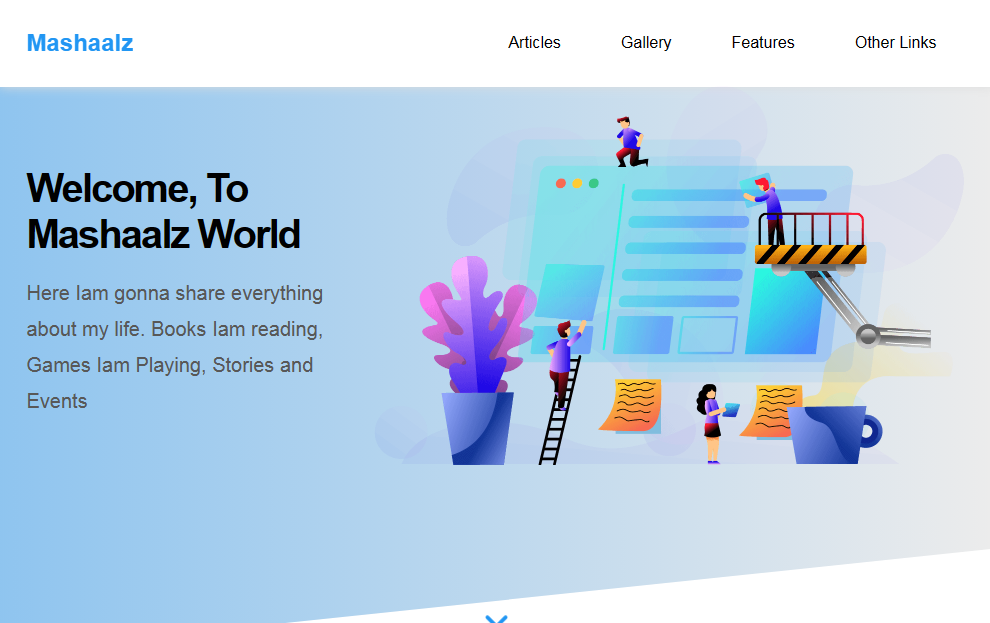 Mashaalz
Articles
Gallery
Features
Other Links
Welcome, To
Mashaalz World
Here Iam gonna share everything
about my life. Books Iam reading,
Games Iam Playing, Stories and
Events